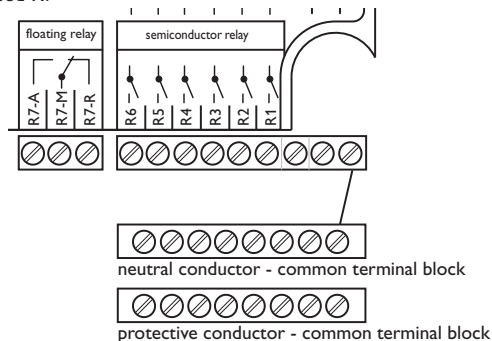 floating relay
semiconductor relay
R7-A
R7-M
R7-R
R6
R5
R4
R3
R2
R1
neutral conductor - common terminal block
protective conductor - common terminal block